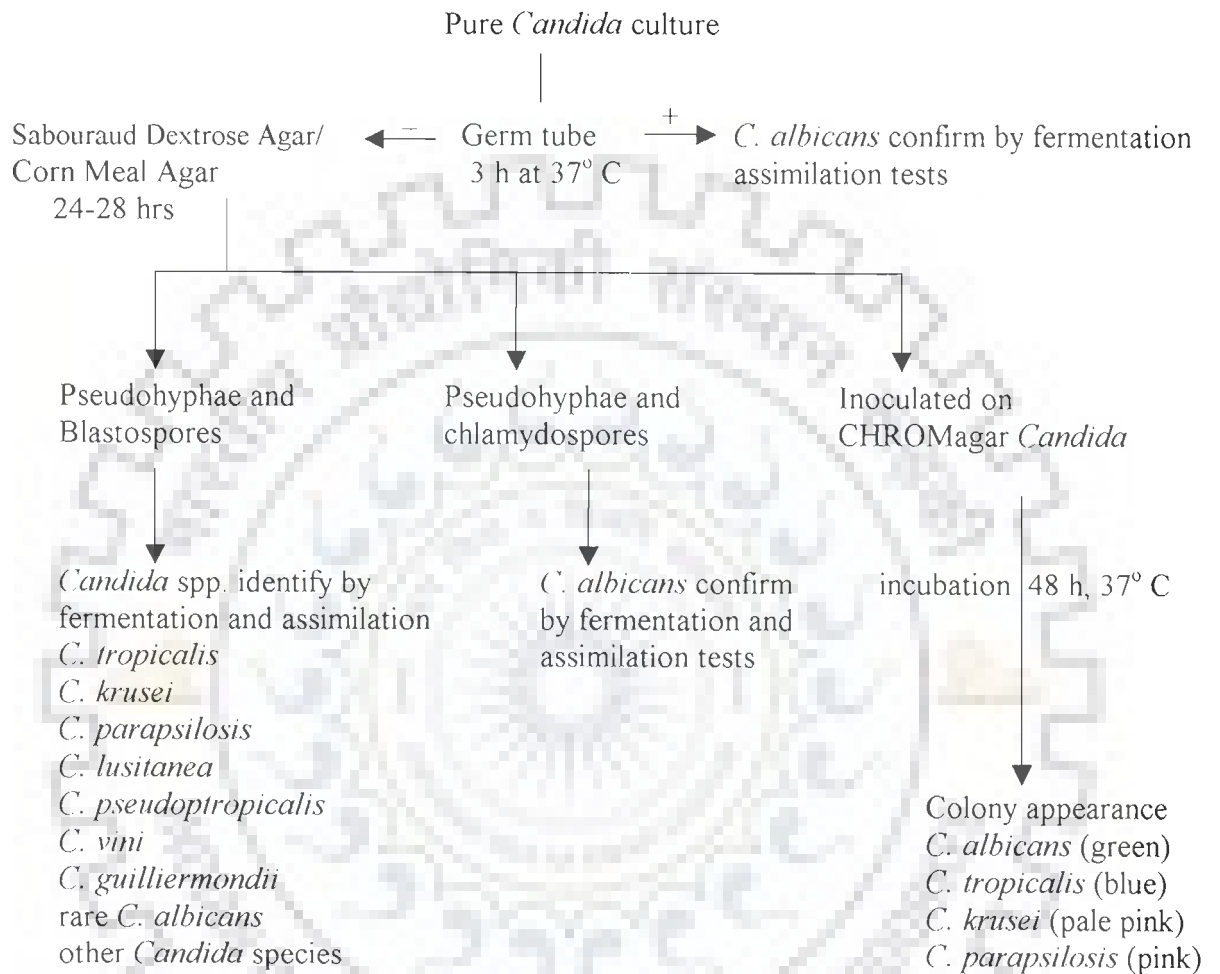 Pure Candida culture
Sabouraud Dextrose Agar/
Corn Meal Agar
24-28 hrs
−
Germ tube
3 h at 37° C
+
C. albicans confirm by fermentation
assimilation tests
Pseudohyphae and
Blastospores
Pseudohyphae and
chlamydospores
Inoculated on
CHROMagar Candida
Candida spp. identify by
fermentation and assimilation
C. tropicalis
C. krusei
C. parapsilosis
C. lusitanea
C. pseudoptropicalis
C. vini
C. guilliermondii
rare C. albicans
other Candida species
C. albicans confirm
by fermentation and
assimilation tests
incubation 48 h, 37° C
Colony appearance
C. albicans (green)
C. tropicalis (blue)
C. krusei (pale pink)
C. parapsilosis (pink)